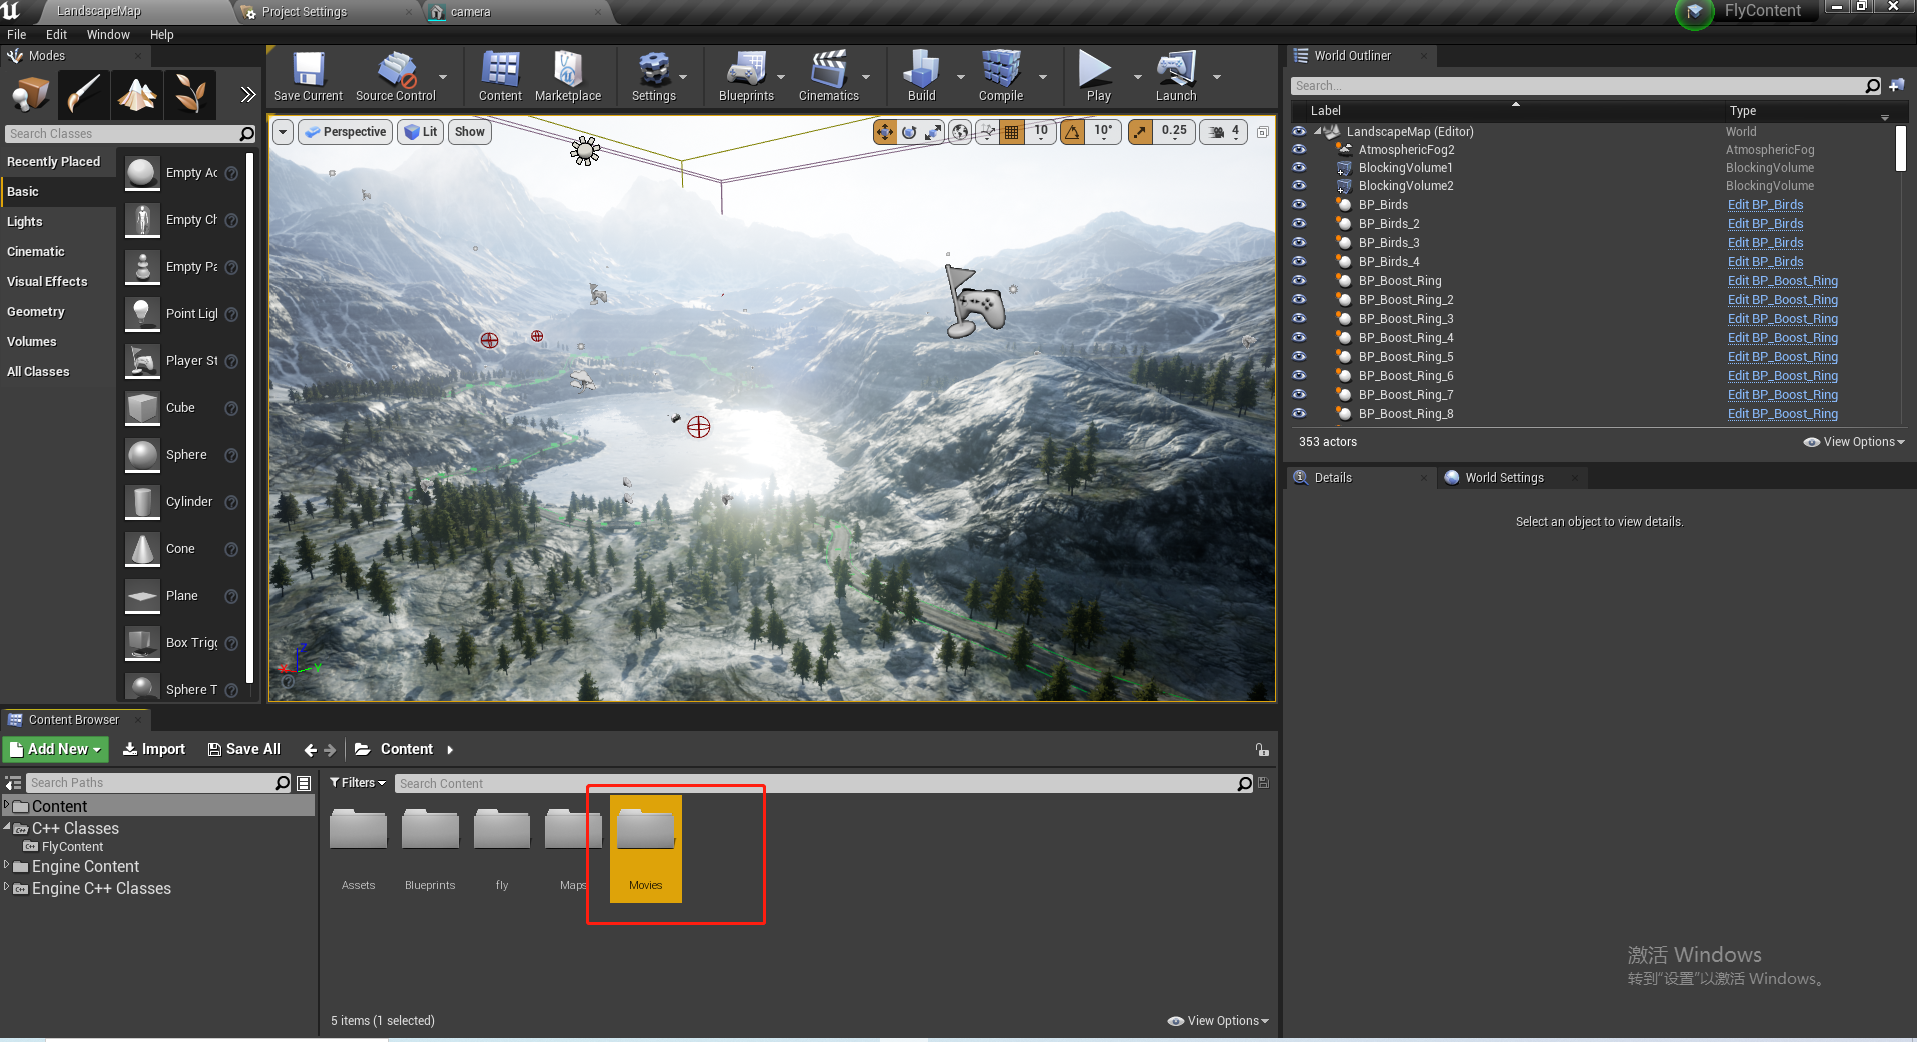 LandscapeMap
Project Settings
camera
FlyContent
File Edit Window Help
Modes
Save Current
Source Control
Content
Marketplace
Settings
Blueprints
Cinematics
Build
Compile
Play
Launch
Search Classes
Recently Placed
Basic
Lights
Cinematic
Visual Effects
Geometry
Volumes
All Classes
Empty Ac
Empty Ch
Empty Pa
Point Ligl
Player St
Cube
Sphere
Cylinder
Cone
Plane
Box Trigg
Sphere T
Perspective
Lit
Show
10
10°
0.25
4
X
Y
Z
World Outliner
Search...
Label Type
LandscapeMap (Editor) World
AtmosphericFog2 AtmosphericFog
BlockingVolume1 BlockingVolume
BlockingVolume2 BlockingVolume
BP_Birds Edit BP_Birds
BP_Birds_2 Edit BP_Birds
BP_Birds_3 Edit BP_Birds
BP_Birds_4 Edit BP_Birds
BP_Boost_Ring Edit BP_Boost_Ring
BP_Boost_Ring_2 Edit BP_Boost_Ring
BP_Boost_Ring_3 Edit BP_Boost_Ring
BP_Boost_Ring_4 Edit BP_Boost_Ring
BP_Boost_Ring_5 Edit BP_Boost_Ring
BP_Boost_Ring_6 Edit BP_Boost_Ring
BP_Boost_Ring_7 Edit BP_Boost_Ring
BP_Boost_Ring_8 Edit BP_Boost_Ring
353 actors
View Options
Details
World Settings
Select an object to view details.
Content Browser
Add New
Import
Save All
Content
Search Paths
Content
C++ Classes
FlyContent
Engine Content
Engine C++ Classes
Filters
Search Content
Assets
Blueprints
fly
Maps
Movies
5 items (1 selected)
View Options
激活 Windows
转到“设置”以激活 Windows。